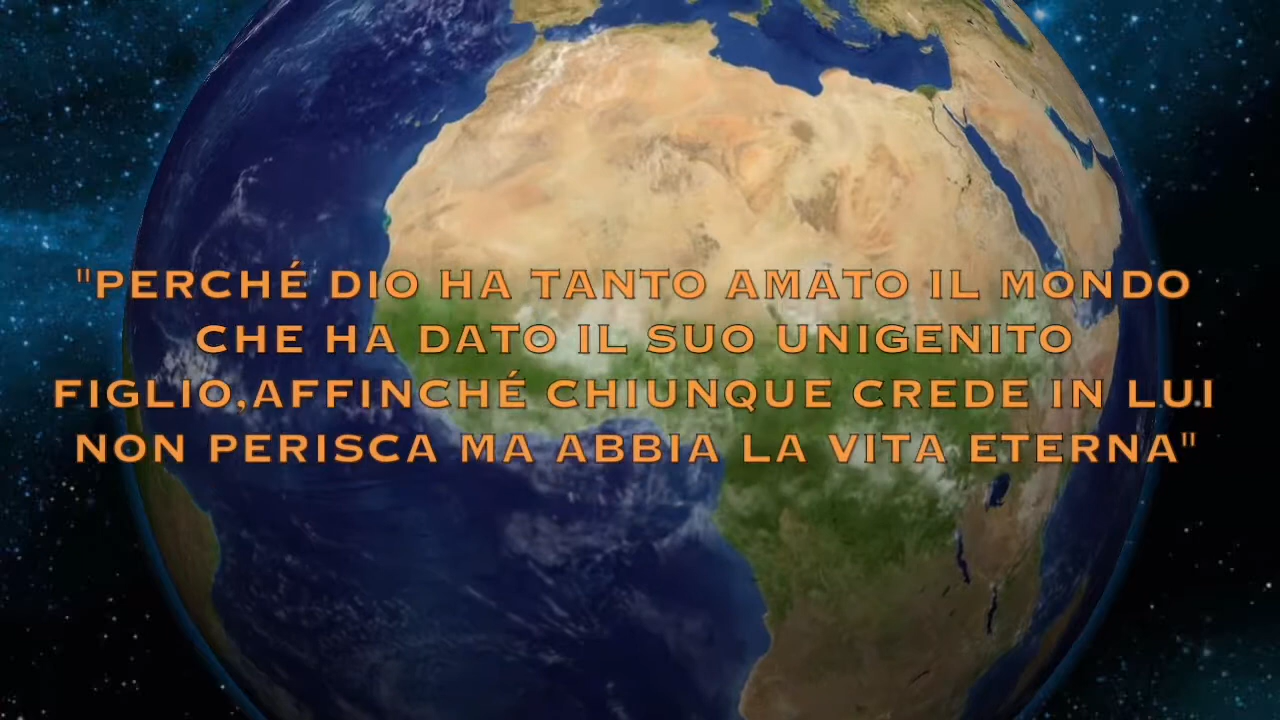 "PERCHÉ DIO HA TANTO AMATO IL MONDO
CHE HA DATO IL SUO UNIGENITO
FIGLIO,AFFINCHÉ CHIUNQUE CREDE IN LUI
NON PERISCA MA ABBIA LA VITA ETERNA"